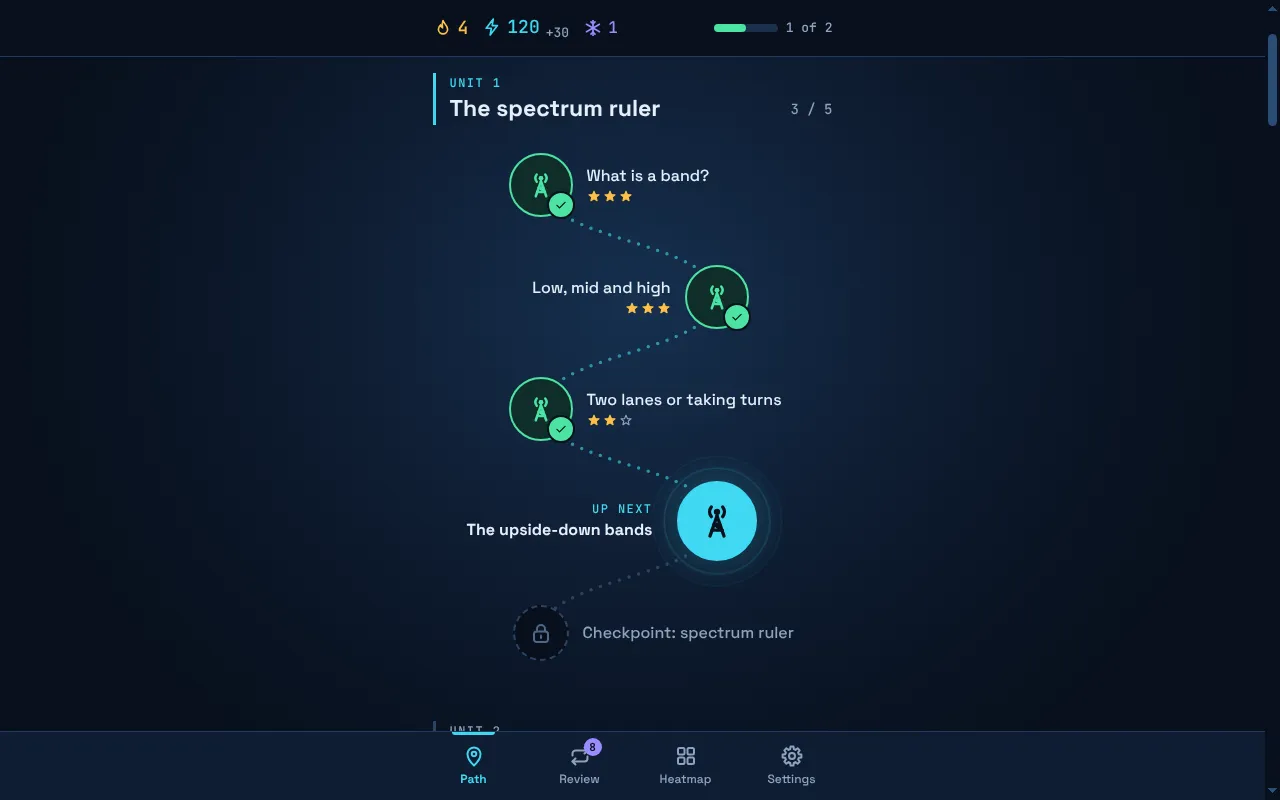 4 120 +30 1 1 of 2
UNIT 1
The spectrum ruler 3 / 5
What is a band?
Low, mid and high
Two lanes or taking turns
UP NEXT
The upside-down bands
Checkpoint: spectrum ruler
UNIT 2
8
Path Review Heatmap Settings